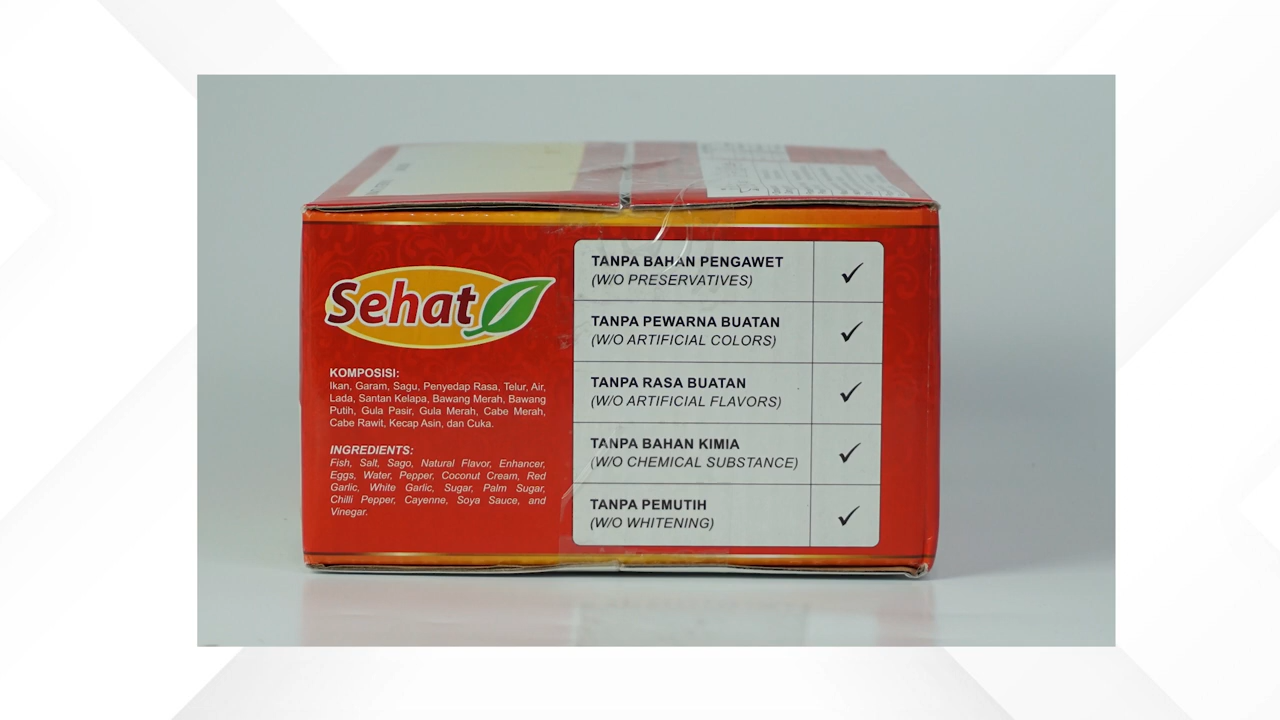 Sehat
KOMPOSISI:
Ikan, Garam, Sagu, Penyedap Rasa, Telur, Air,
Lada, Santan Kelapa, Bawang Merah, Bawang
Putih, Gula Pasir, Gula Merah, Cabe Merah,
Cabe Rawit, Kecap Asin, dan Cuka.
INGREDIENTS:
Fish, Salt, Sago, Natural Flavor, Enhancer,
Eggs, Water, Pepper, Coconut Cream, Red
Garlic, White Garlic, Sugar, Palm Sugar,
Chilli Pepper, Cayenne, Soya Sauce, and
Vinegar.
TANPA BAHAN PENGAWET
(W/O PRESERVATIVES)
TANPA PEWARNA BUATAN
(W/O ARTIFICIAL COLORS)
TANPA RASA BUATAN
(W/O ARTIFICIAL FLAVORS)
TANPA BAHAN KIMIA
(W/O CHEMICAL SUBSTANCE)
TANPA PEMUTIH
(W/O WHITENING)